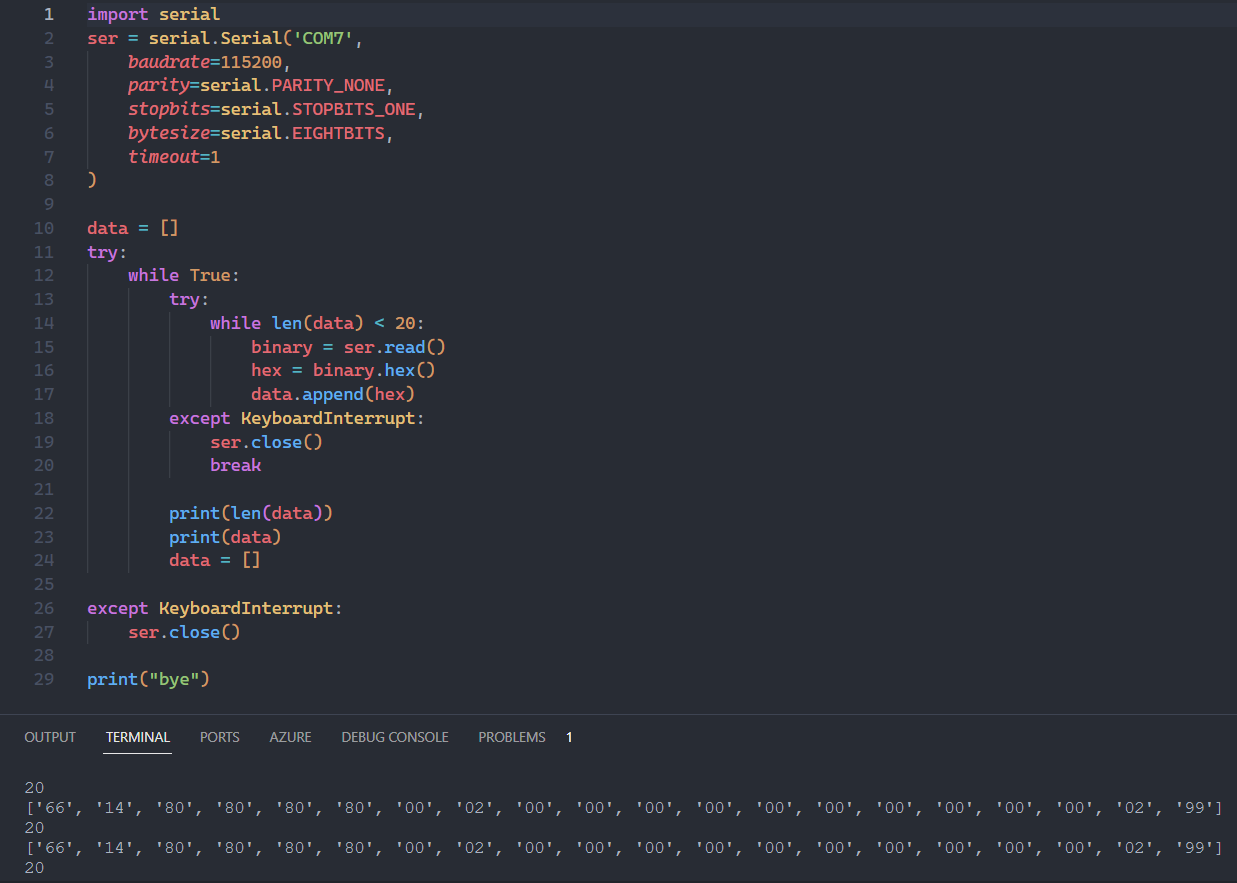 1 import serial
2 ser = serial.Serial('COM7',
3     baudrate=115200,
4     parity=serial.PARITY_NONE,
5     stopbits=serial.STOPBITS_ONE,
6     bytesize=serial.EIGHTBITS,
7     timeout=1
8 )
9
10 data = []
11 try:
12     while True:
13         try:
14             while len(data) < 20:
15                 binary = ser.read()
16                 hex = binary.hex()
17                 data.append(hex)
18         except KeyboardInterrupt:
19             ser.close()
20             break
21
22         print(len(data))
23         print(data)
24         data = []
25
26 except KeyboardInterrupt:
27     ser.close()
28
29 print("bye")
OUTPUT TERMINAL PORTS AZURE DEBUG CONSOLE PROBLEMS 1
20
['66', '14', '80', '80', '80', '80', '00', '02', '00', '00', '00', '00', '00', '00', '00', '00', '00', '00', '02', '99']
20
['66', '14', '80', '80', '80', '80', '00', '02', '00', '00', '00', '00', '00', '00', '00', '00', '00', '00', '02', '99']
20